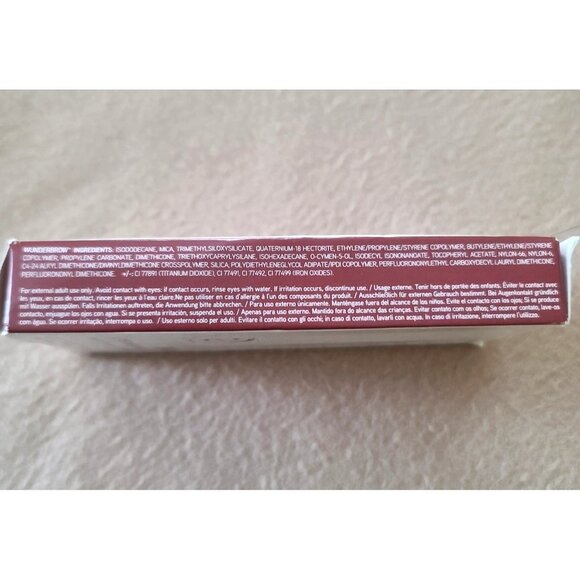 WUNDERBROW™ INGREDIENTS: ISODODECANE, MICA, TRIMETHYLSILOXYSILICATE, QUATERNIUM-18 HECTORITE, ETHYLENE/PROPYLENE/STYRENE COPOLYMER, BUTYLENE/ETHYLENE/STYRENE
COPOLYMER, PROPYLENE CARBONATE, DIMETHICONE, TRIETHOXYCAPRYLYLSILANE, ISOHEXADECANE, O-CYMEN-5-OL, ISODECYL ISONONANOATE, TOCOPHERYL ACETATE, NYLON-66, NYLON-6,
C4-24 ALKYL DIMETHICONE/DIVINYLDIMETHICONE CROSSPOLYMER, SILICA, POLYDIETHYLENEGLYCOL ADIPATE/IPDI COPOLYMER, PERFLUORONONYLETHYL CARBOXYDECYL LAURYL DIMETHICONE,
PERFLUORONONYL DIMETHICONE. +/-: CI 77891 (TITANIUM DIOXIDE), CI 77491, CI 77492, CI 77499 (IRON OXIDES).
For external adult use only. Avoid contact with eyes: if contact occurs, rinse eyes with water. If irritation occurs, discontinue use. / Usage externe. Tenir hors de portée des enfants. Éviter le contact avec
les yeux, en cas de contact, rincer les yeux à l'eau claire.Ne pas utiliser en cas d'allergie à l'un des composants du produit. / Ausschließlich für externen Gebrauch bestimmt. Bei Augenkontakt gründlich
mit Wasser ausspülen. Falls Irritationen auftreten, die Anwendung bitte abbrechen. / Para uso externo únicamente. Manténgase fuera del alcance de los niños. Evite el contacto con los ojos; Si se produce
contacto, enjuague los ojos con agua. Si se presenta irritación, suspenda el uso. / Apenas para uso externo. Mantido fora do alcance das crianças. Evitar contato com os olhos. Se ocorrer contato, lave-os
com água. Se ocorrer irritação, interrompa o uso. / Uso esterno solo per adulti. Evitare il contatto con gli occhi; in caso di contatto, lavarli con acqua. In caso di irritazione, interrompere l'utilizzo.